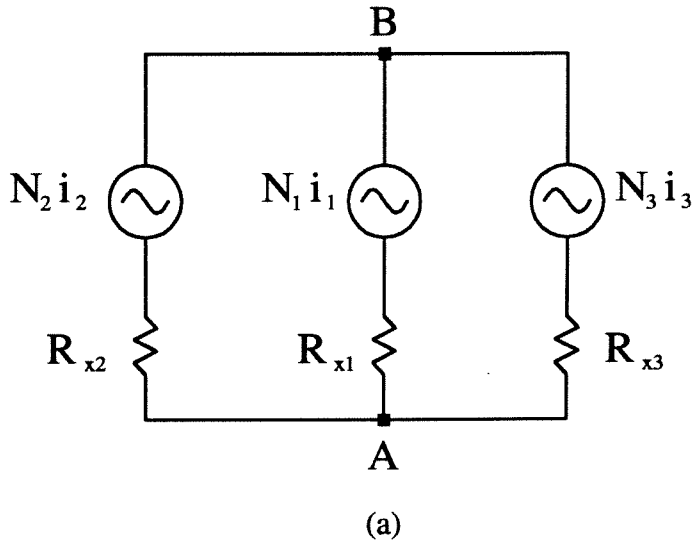 B
N₂ i₂
N₁ i₁
N₃ i₃
Rₓ₂
Rₓ₁
Rₓ₃
A
(a)